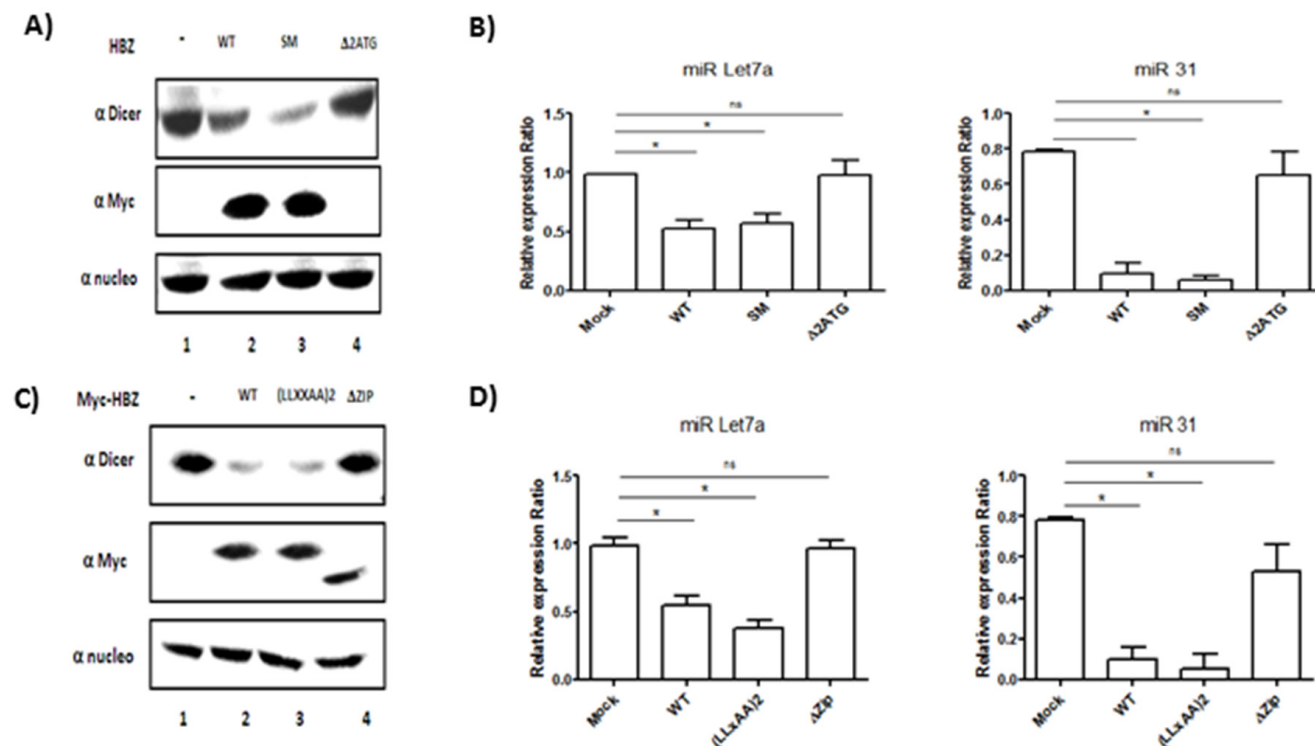 A)
HBZ - WT SM Δ2ATG
α Dicer
α Myc
α nucleo
1 2 3 4
B)
miR Let7a
ns
*
*
Relative expression Ratio
1.5
1.0
0.5
0.0
Mock WT SM Δ2ATG
miR 31
ns
*
Relative expression Ratio
0.8
0.6
0.4
0.2
0.0
Mock WT SM Δ2ATG
C)
Myc-HBZ - WT (LLXXAA)2 ΔZIP
α Dicer
α Myc
α nucleo
1 2 3 4
D)
miR Let7a
ns
*
*
Relative expression Ratio
1.5
1.0
0.5
0.0
Mock WT (LLxAA)2 ΔZip
miR 31
ns
*
*
Relative expression Ratio
0.8
0.6
0.4
0.2
0.0
Mock WT (LLxAA)2 ΔZip